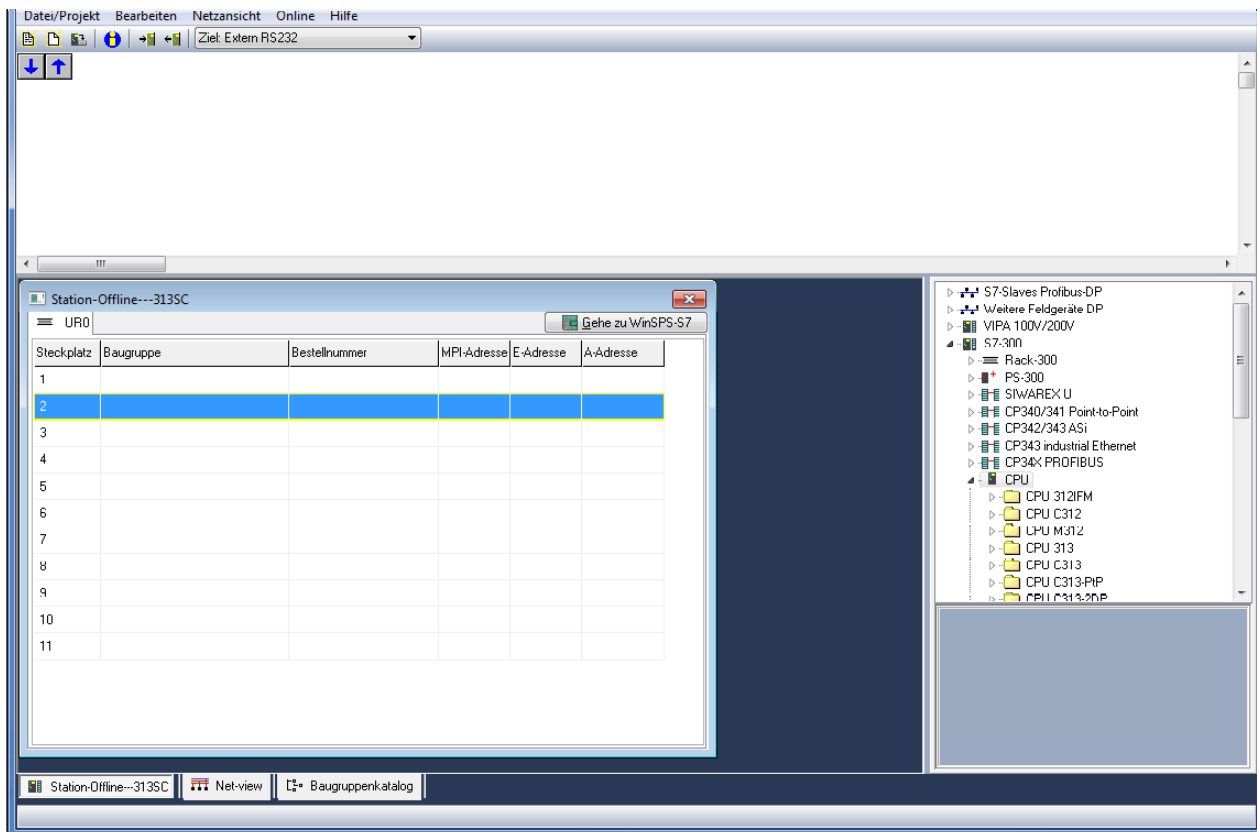 Datei/Projekt Bearbeiten Netzansicht Online Hilfe
Ziel: Extern RS232
Station-Offline---313SC
UR0
Gehe zu WinSPS-S7
Steckplatz Baugruppe Bestellnummer MPI-Adresse E-Adresse A-Adresse
1
2
3
4
5
6
7
8
9
10
11
S7-Slaves Profibus-DP
Weitere Feldgeräte DP
VIPA 100V/200V
S7-300
Rack-300
PS-300
SIWAREX U
CP340/341 Point-to-Point
CP342/343 ASi
CP343 industrial Ethernet
CP34X PROFIBUS
CPU
CPU 312IFM
CPU C312
CPU M312
CPU 313
CPU C313
CPU C313-PtP
CPU C313-2DP
Station-Offline---313SC Net-view Baugruppenkatalog